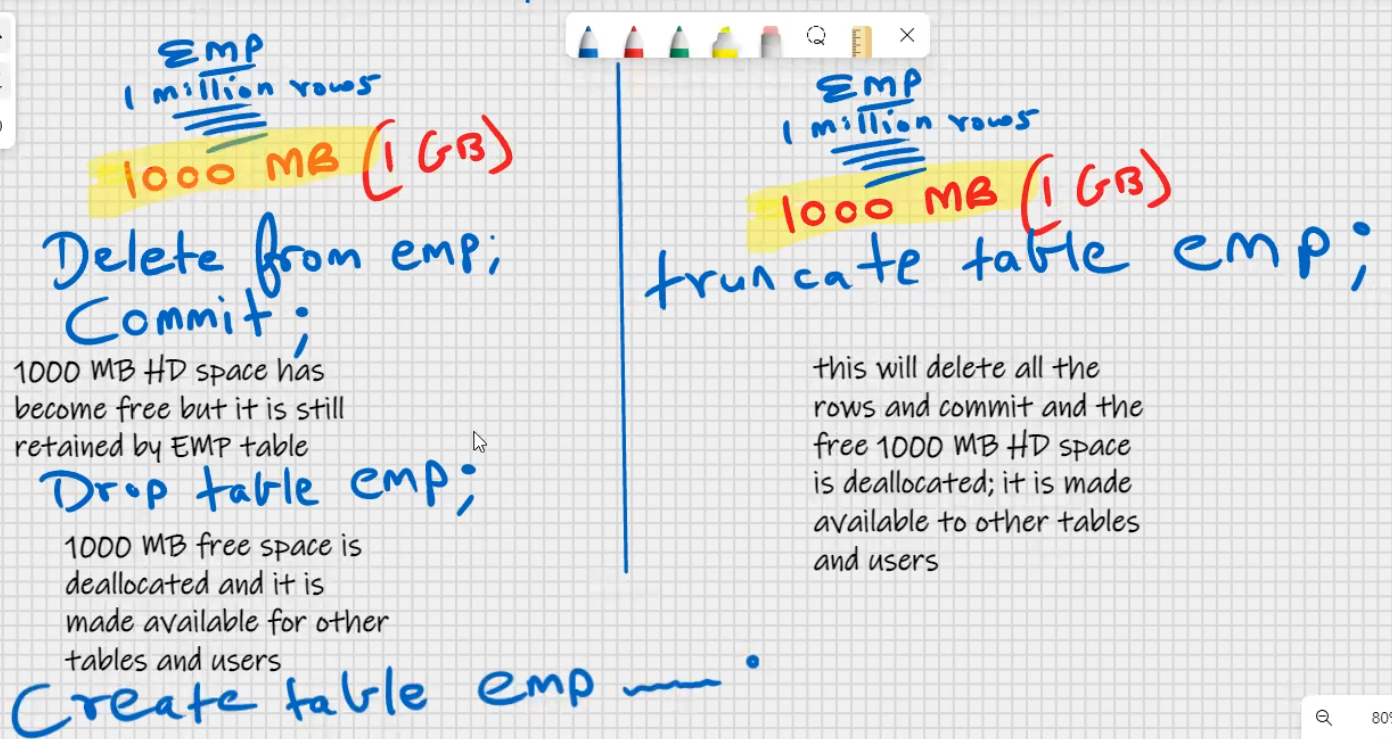 EMP
1 million rows
1000 MB (1 GB)
Delete from emp;
Commit;
1000 MB HD space has
become free but it is still
retained by EMP table
Drop table emp;
1000 MB free space is
deallocated and it is
made available for other
tables and users
Create table emp
EMP
1 million rows
1000 MB (1 GB)
truncate table emp;
this will delete all the
rows and commit and the
free 1000 MB HD space
is deallocated; it is made
available to other tables
and users